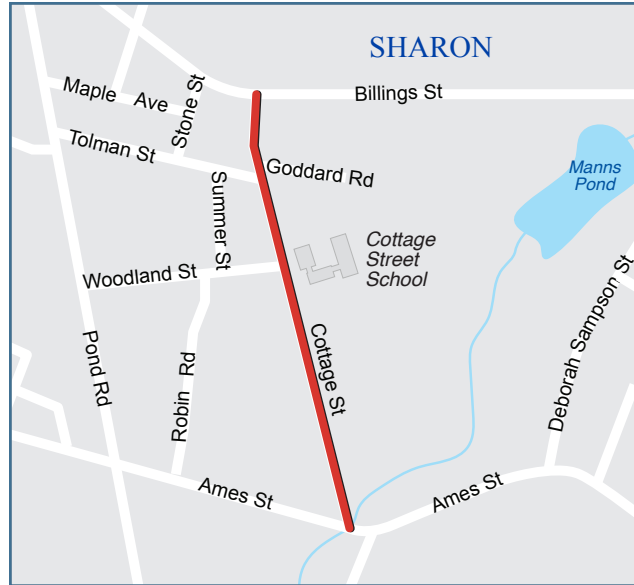 SHARON
Billings St
Maple Ave
Stone St
Tolman St
Goddard Rd
Manns
Pond
Summer St
Cottage
Street
School
Woodland St
Deborah Sampson St
Pond Rd
Robin Rd
Cottage St
Ames St
Ames St